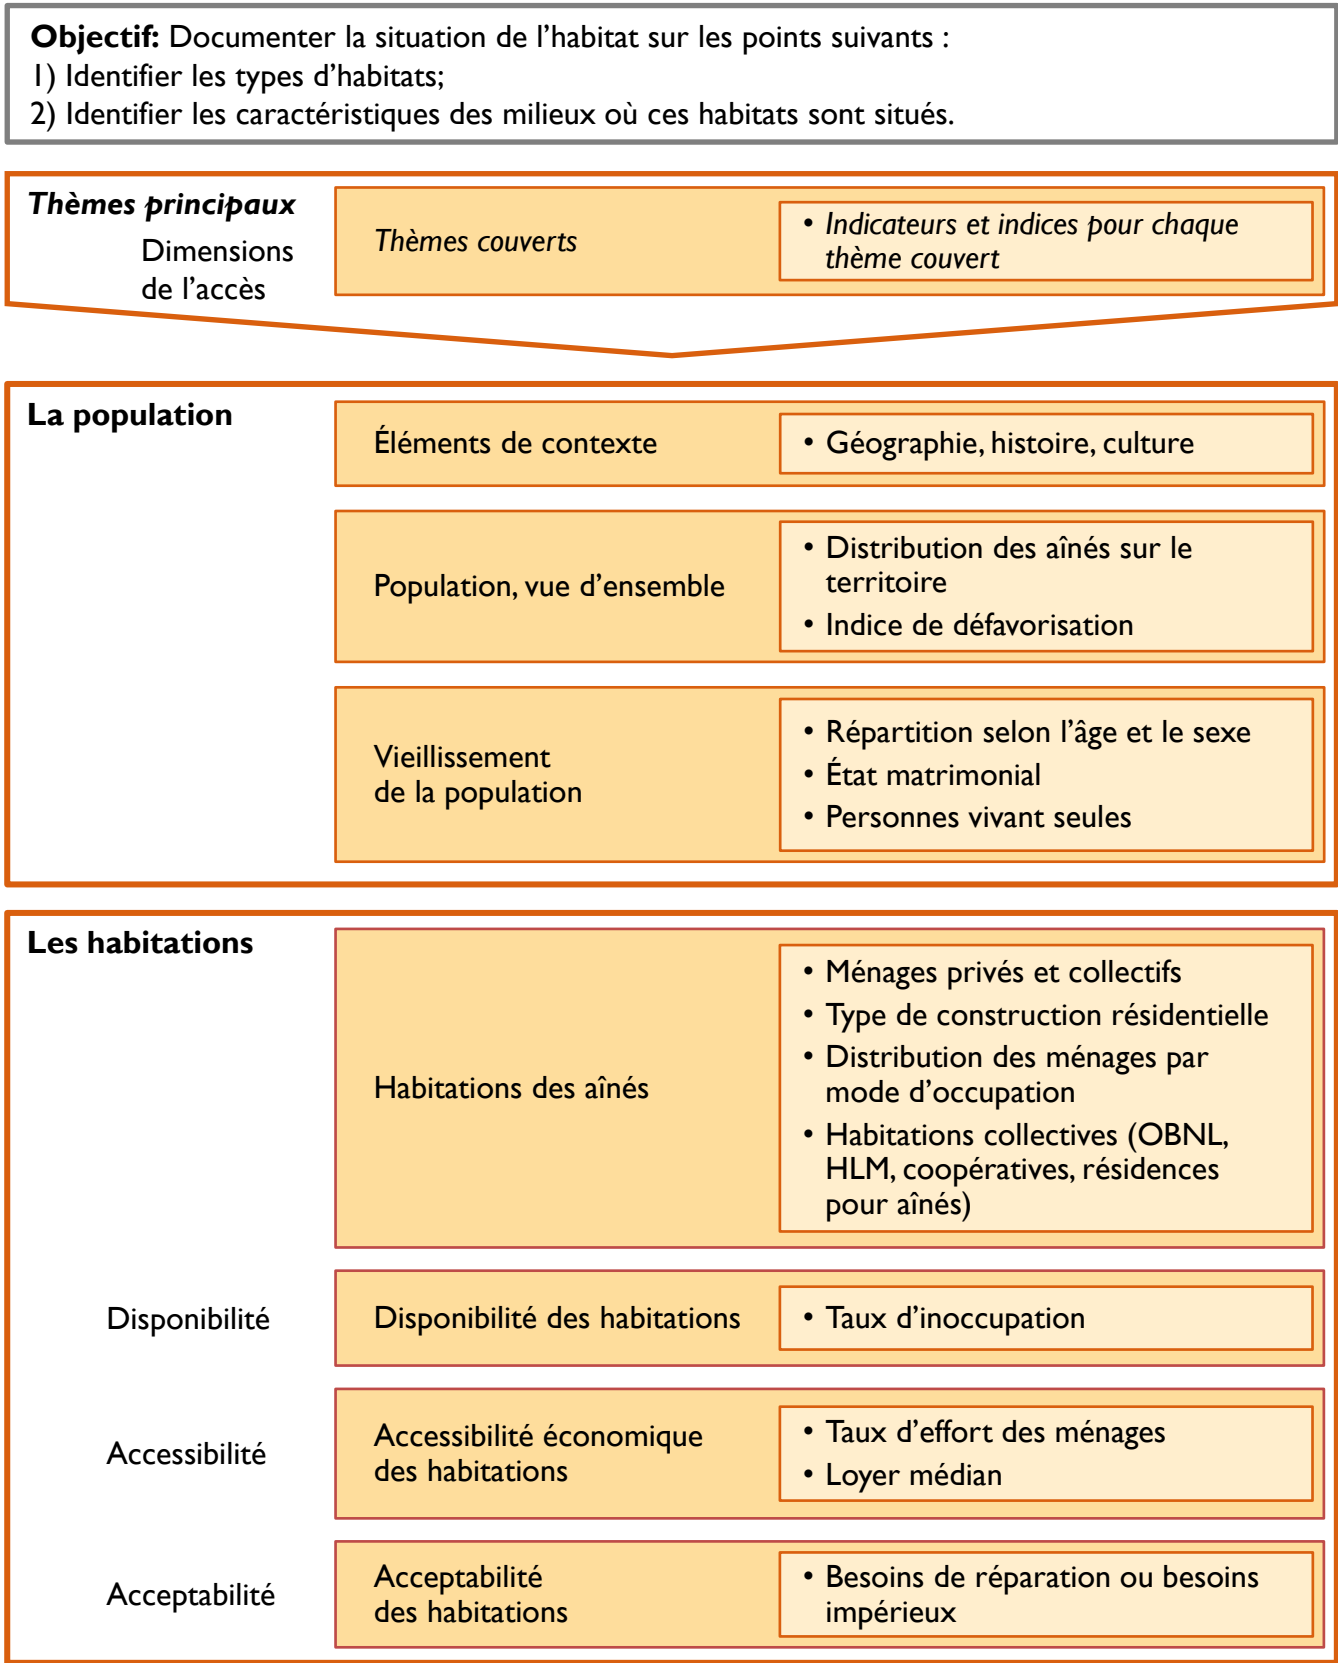 Objectif: Documenter la situation de l’habitat sur les points suivants :
1) Identifier les types d’habitats;
2) Identifier les caractéristiques des milieux où ces habitats sont situés.
Thèmes principaux
Dimensions
de l’accès
Thèmes couverts
• Indicateurs et indices pour chaque
thème couvert
La population
Éléments de contexte
• Géographie, histoire, culture
Population, vue d’ensemble
• Distribution des aînés sur le
territoire
• Indice de défavorisation
Vieillissement
de la population
• Répartition selon l’âge et le sexe
• État matrimonial
• Personnes vivant seules
Les habitations
Habitations des aînés
• Ménages privés et collectifs
• Type de construction résidentielle
• Distribution des ménages par
mode d’occupation
• Habitations collectives (OBNL,
HLM, coopératives, résidences
pour aînés)
Disponibilité
Disponibilité des habitations
• Taux d’inoccupation
Accessibilité
Accessibilité économique
des habitations
• Taux d’effort des ménages
• Loyer médian
Acceptabilité
Acceptabilité
des habitations
• Besoins de réparation ou besoins
impérieux